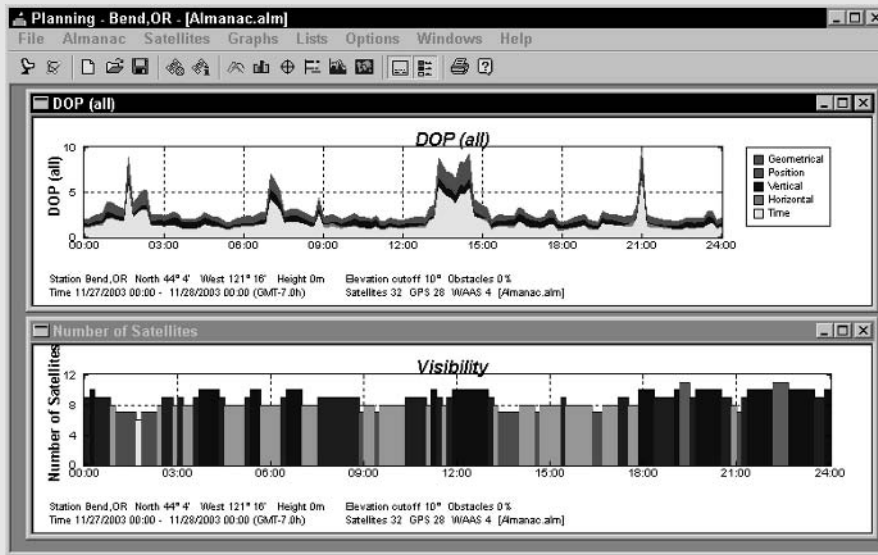 Planning - Bend,OR - [Almanac.alm]
File Almanac Satellites Graphs Lists Options Windows Help
DOP (all)
DOP (all)
DOP (all)
10
5
0
00:00 03:00 06:00 09:00 12:00 15:00 18:00 21:00 24:00
Geometrical
Position
Vertical
Horizontal
Time
Station Bend,OR North 44° 4' West 121° 16' Height 0m Elevation cutoff 10° Obstacles 0%
Time 11/27/2003 00:00 - 11/28/2003 00:00 (GMT-7.0h) Satellites 32 GPS 28 WAAS 4 [Almanac.alm]
Number of Satellites
Visibility
Number of Satellites
12
8
4
0
00:00 03:00 06:00 09:00 12:00 15:00 18:00 21:00 24:00
Station Bend,OR North 44° 4' West 121° 16' Height 0m Elevation cutoff 10° Obstacles 0%
Time 11/27/2003 00:00 - 11/28/2003 00:00 (GMT-7.0h) Satellites 32 GPS 28 WAAS 4 [Almanac.alm]